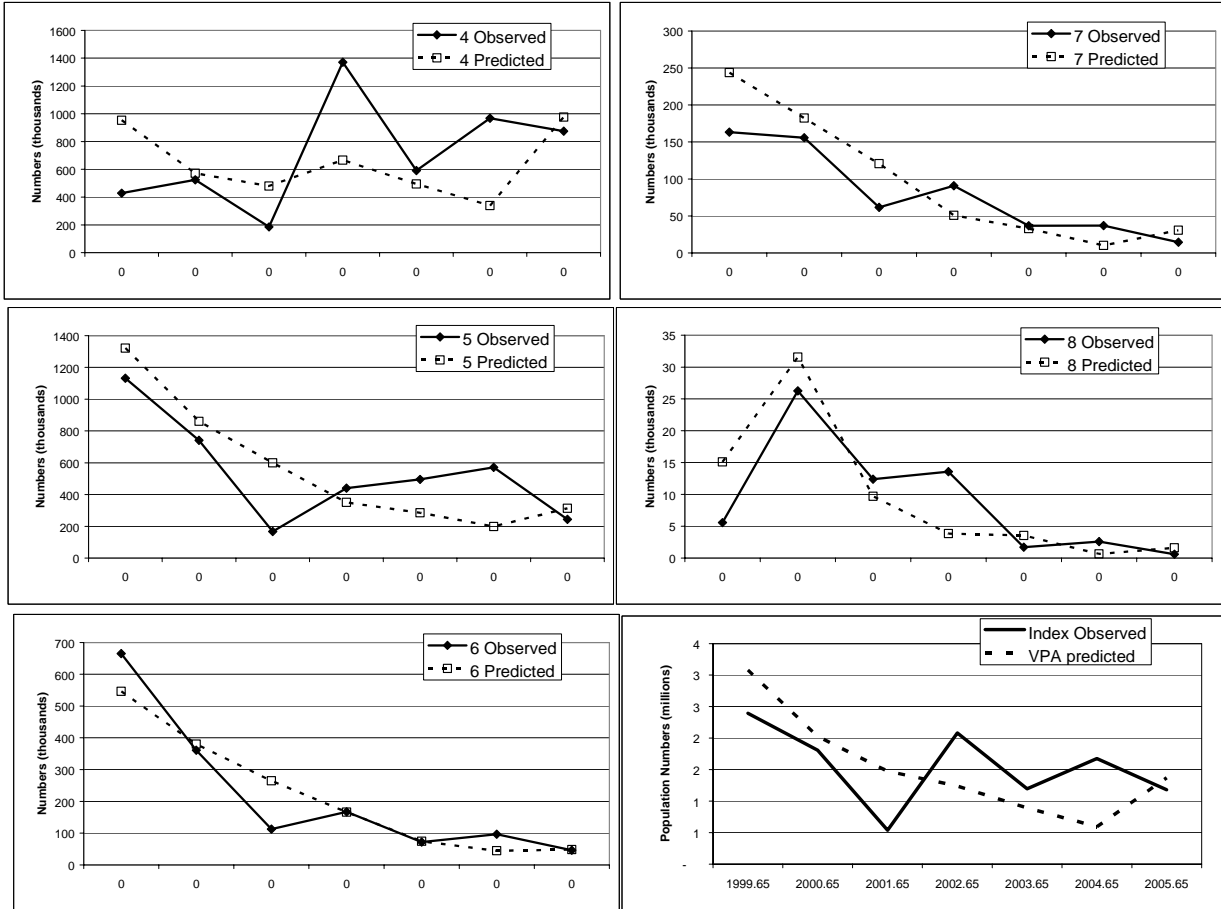 4 Observed
4 Predicted
Numbers (thousands)
1600
1400
1200
1000
800
600
400
200
0
0 0 0 0 0 0 0
7 Observed
7 Predicted
Numbers (thousands)
300
250
200
150
100
50
0
0 0 0 0 0 0 0
5 Observed
5 Predicted
Numbers (thousands)
1400
1200
1000
800
600
400
200
0
0 0 0 0 0 0 0
8 Observed
8 Predicted
Numbers (thousands)
35
30
25
20
15
10
5
0
0 0 0 0 0 0 0
6 Observed
6 Predicted
Numbers (thousands)
700
600
500
400
300
200
100
0
0 0 0 0 0 0 0
Index Observed
VPA predicted
Population Numbers (millions)
4
3
3
2
2
1
1
-
1999.65 2000.65 2001.65 2002.65 2003.65 2004.65 2005.65